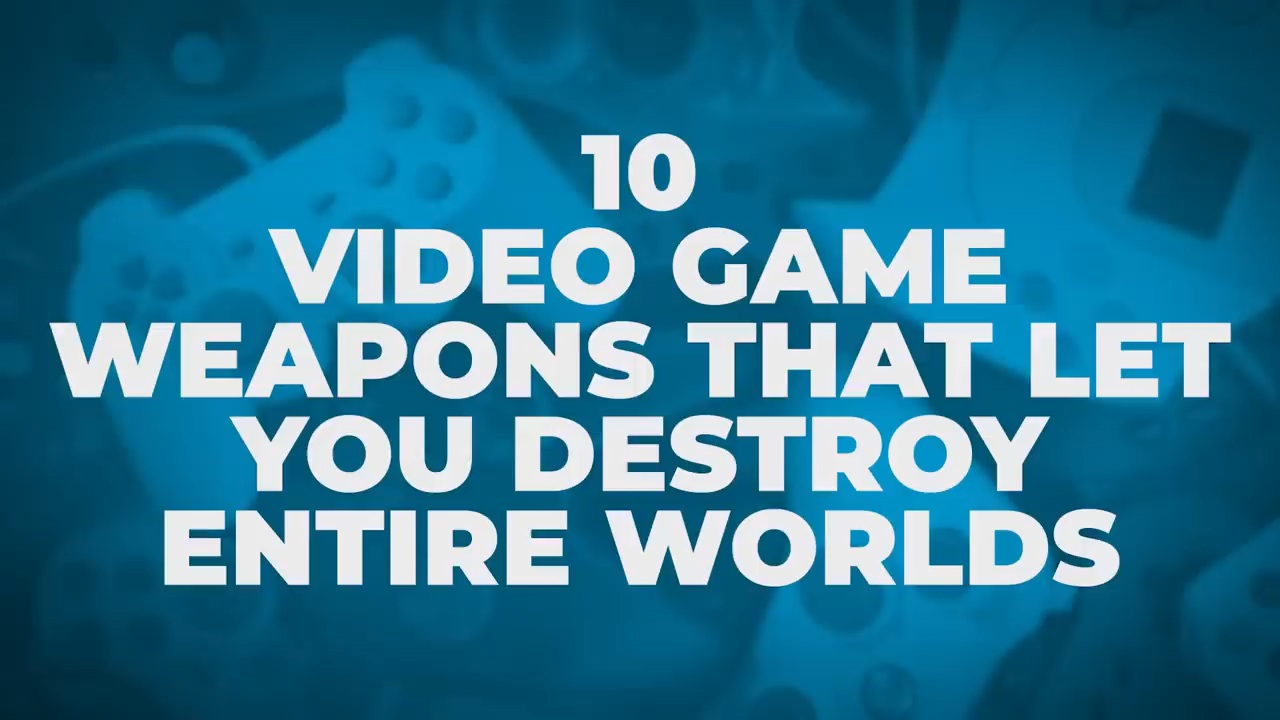 10
VIDEO GAME
WEAPONS THAT LET
YOU DESTROY
ENTIRE WORLDS